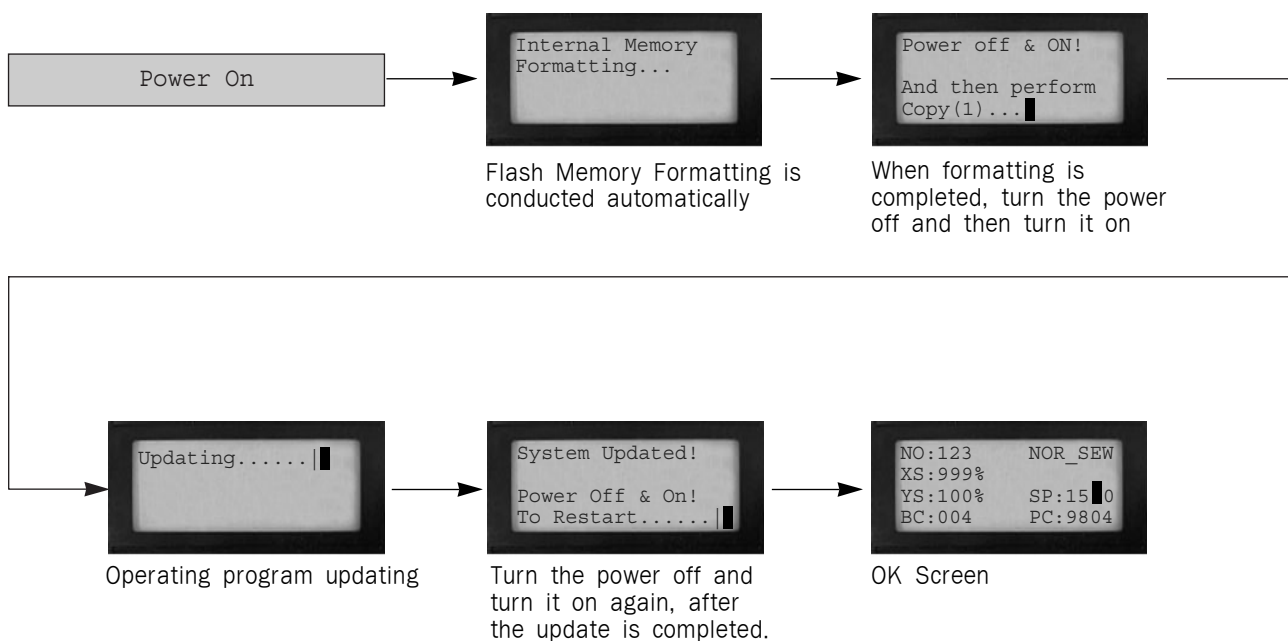 Power On
Internal Memory
Formatting...
Flash Memory Formatting is
conducted automatically
Power off & ON!
And then perform
Copy(1)...
When formatting is
completed, turn the power
off and then turn it on
Updating......|
Operating program updating
System Updated!
Power Off & On!
To Restart......|
Turn the power off and
turn it on again, after
the update is completed.
NO:123 NOR_SEW
XS:999%
YS:100%
BC:004 PC:9804
OK Screen